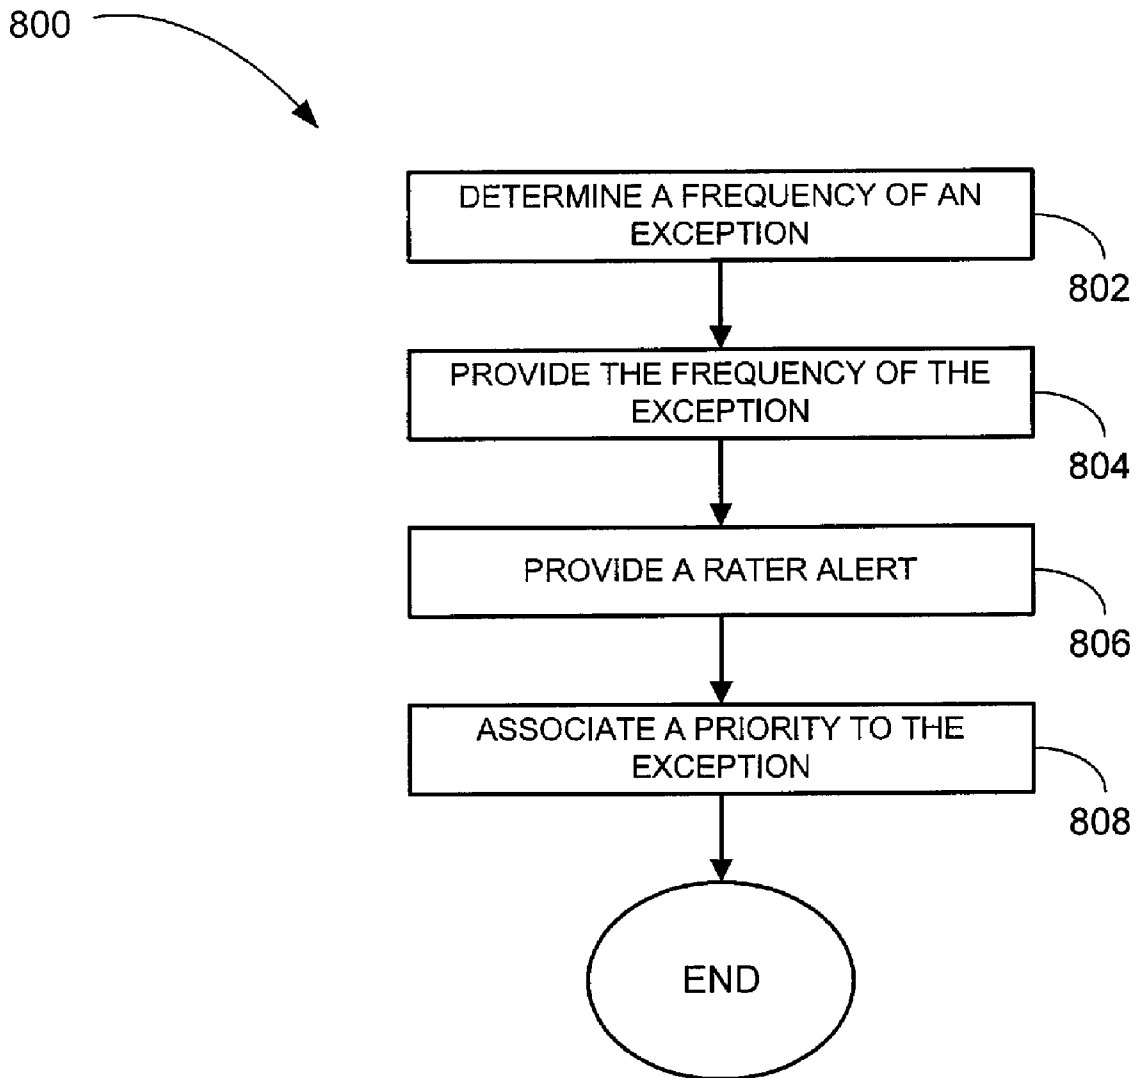 800
DETERMINE A FREQUENCY OF AN
EXCEPTION
802
PROVIDE THE FREQUENCY OF THE
EXCEPTION
804
PROVIDE A RATER ALERT
806
ASSOCIATE A PRIORITY TO THE
EXCEPTION
808
END